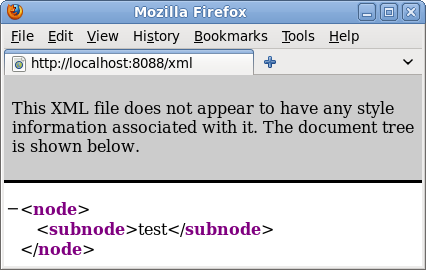 Mozilla Firefox
File Edit View History Bookmarks Tools Help
http://localhost:8088/xml
This XML file does not appear to have any style
information associated with it. The document tree
is shown below.
−<node>
<subnode>test</subnode>
</node>